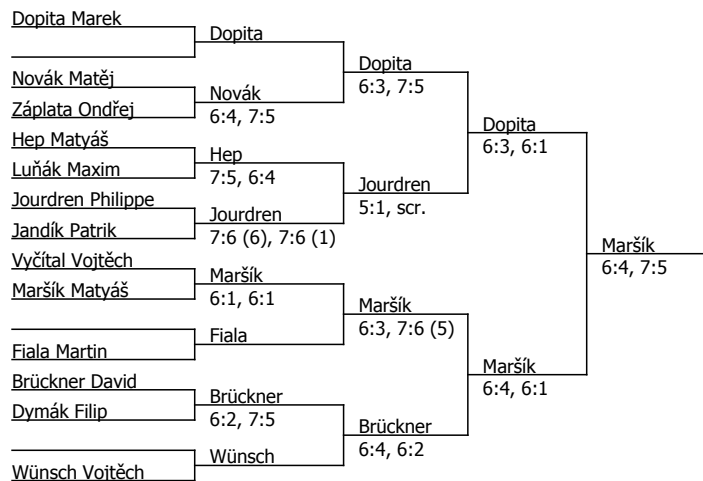 Dopita Marek
Novák Matěj
Záplata Ondřej
Hep Matyáš
Luňák Maxim
Jourdren Philippe
Jandík Patrik
Vyčítal Vojtěch
Maršík Matyáš
Fiala Martin
Brückner David
Dymák Filip
Wünsch Vojtěch
Dopita
Novák
6:4, 7:5
Hep
7:5, 6:4
Jourdren
7:6 (6), 7:6 (1)
Maršík
6:1, 6:1
Fiala
Brückner
6:2, 7:5
Wünsch
Dopita
6:3, 7:5
Jourdren
5:1, scr.
Maršík
6:3, 7:6 (5)
Brückner
6:4, 6:2
Dopita
6:3, 6:1
Maršík
6:4, 6:1
Maršík
6:4, 7:5